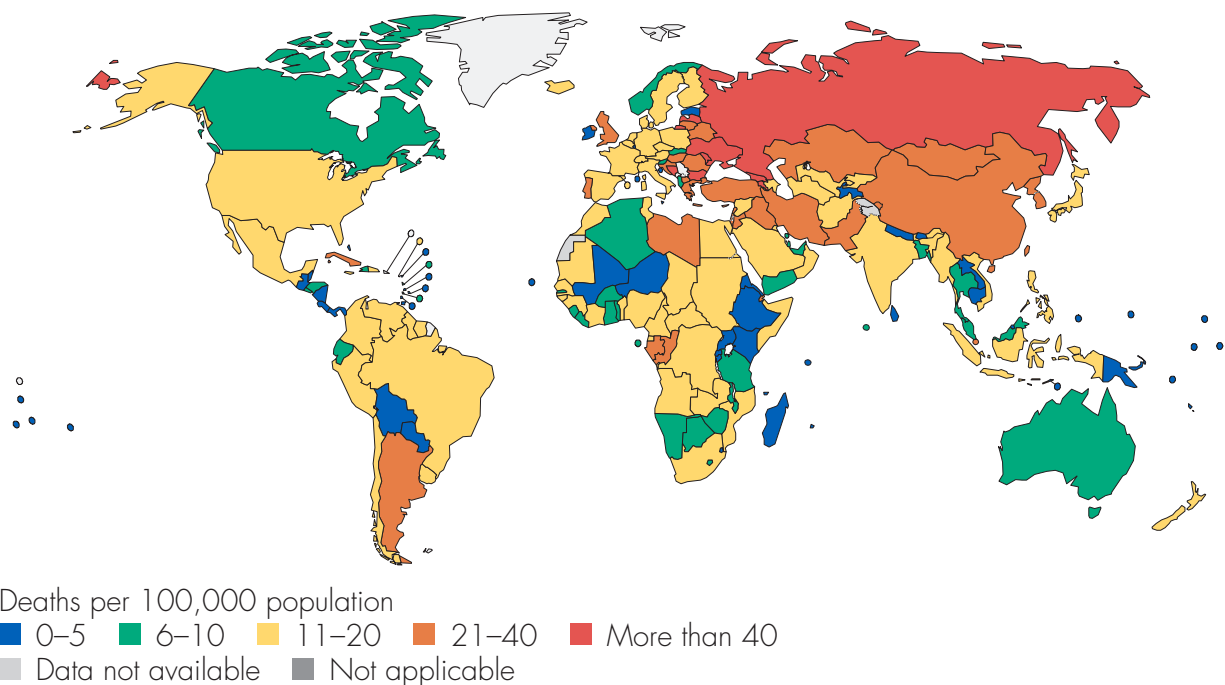 Deaths per 100,000 population
0–5 6–10 11–20 21–40 More than 40
Data not available Not applicable